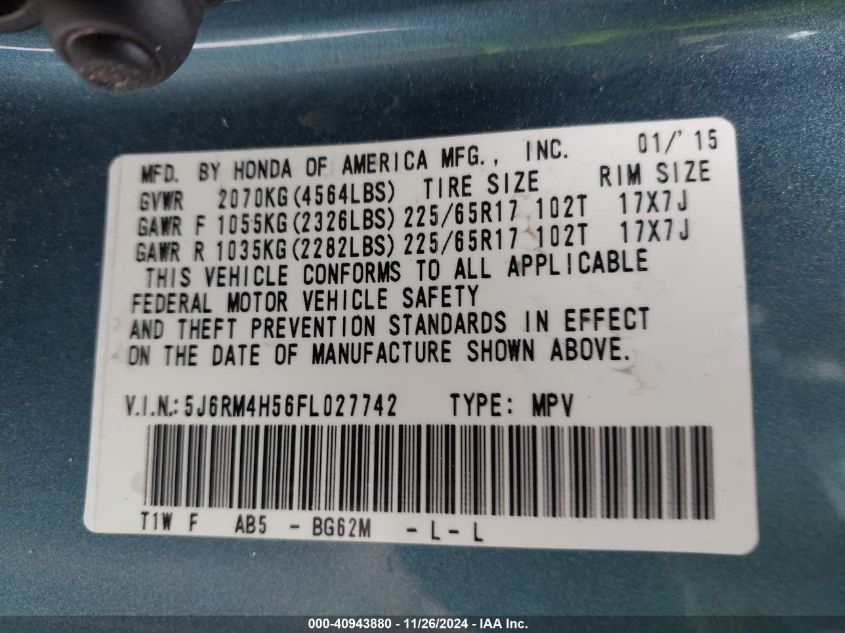 MFD. BY HONDA OF AMERICA MFG., INC. 01/'15
GVWR 2070KG(4564LBS) TIRE SIZE RIM SIZE
GAWR F 1055KG(2326LBS) 225/65R17 102T 17X7J
GAWR R 1035KG(2282LBS) 225/65R17 102T 17X7J
THIS VEHICLE CONFORMS TO ALL APPLICABLE
FEDERAL MOTOR VEHICLE SAFETY
AND THEFT PREVENTION STANDARDS IN EFFECT
ON THE DATE OF MANUFACTURE SHOWN ABOVE.
V.I.N.: 5J6RM4H56FL027742 TYPE: MPV
T1W F AB5 - BG62M - L - L
000-40943880 - 11/26/2024 - IAA Inc.